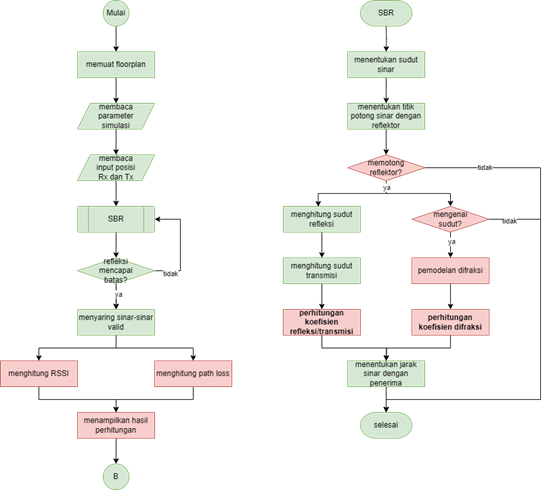 Mulai
memuat floorplan
membaca
parameter
simulasi
membaca
input posisi
Rx dan Tx
SBR
refleksi
mencapai
batas?
tidak
ya
menyaring sinar-sinar
valid
menghitung RSSI
menghitung path loss
menampilkan hasil
perhitungan
B
SBR
menentukan sudut
sinar
menentukan titik
potong sinar dengan
reflektor
memotong
reflektor?
tidak
ya
menghitung sudut
refleksi
mengenai
sudut?
tidak
ya
menghitung sudut
transmisi
pemodelan difraksi
perhitungan
koefisien
refleksi/transmisi
perhitungan
koefisien difraksi
menentukan jarak
sinar dengan
penerima
selesai